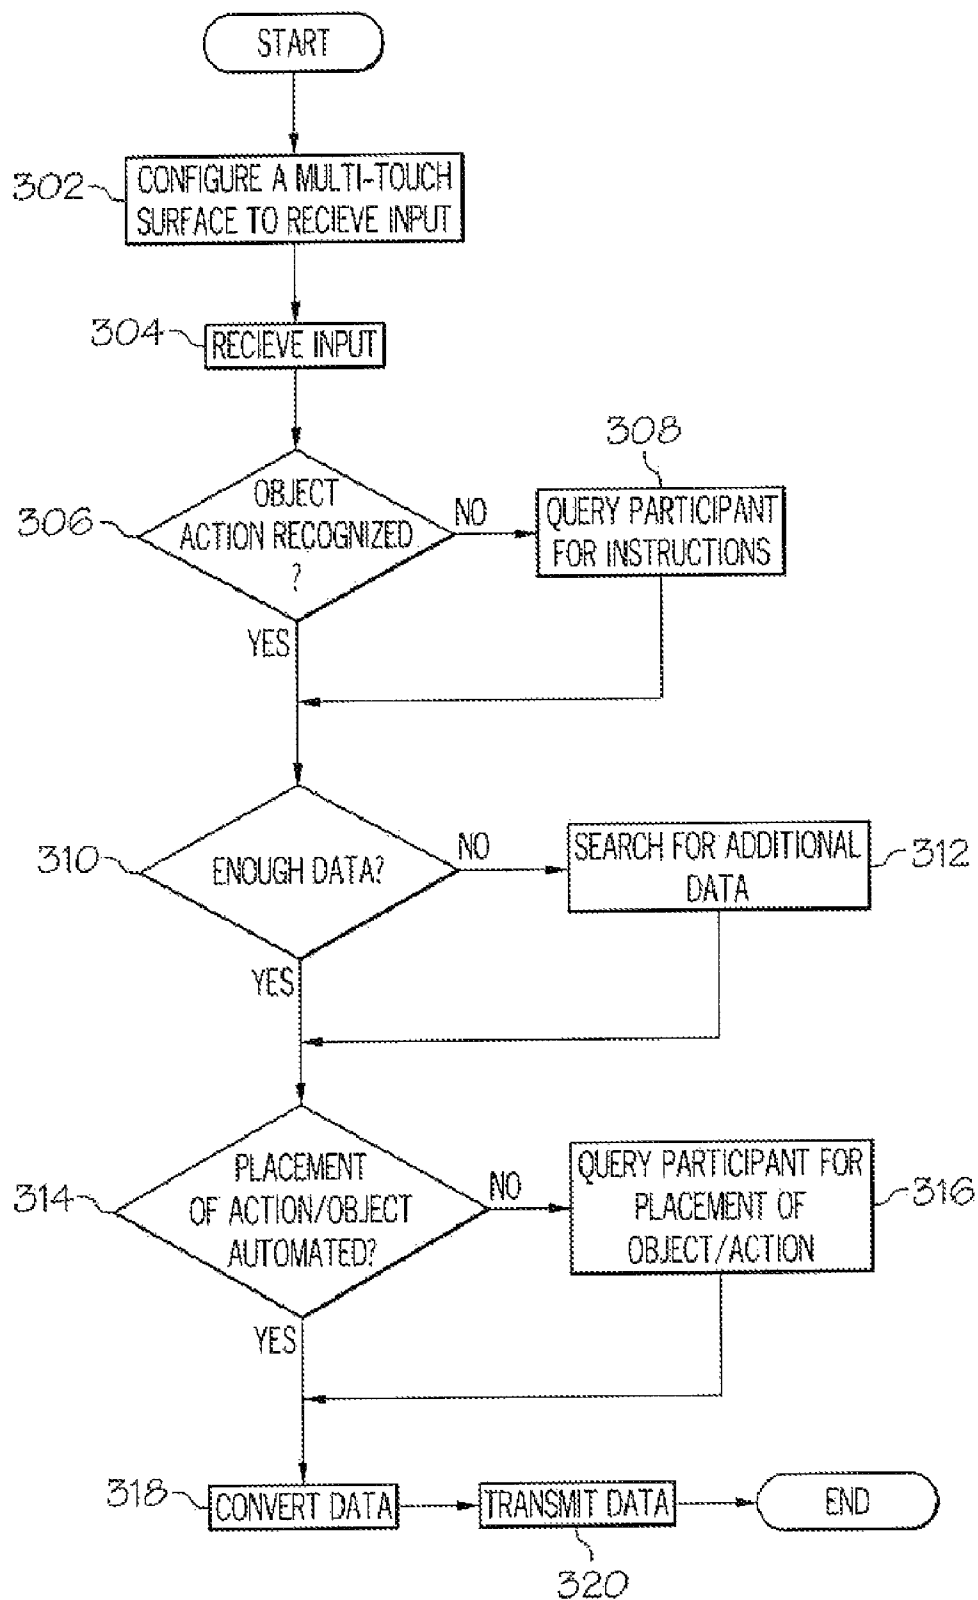 START
302
CONFIGURE A MULTI-TOUCH
SURFACE TO RECIEVE INPUT
304
RECIEVE INPUT
306
OBJECT
ACTION RECOGNIZED
?
NO
308
QUERY PARTICIPANT
FOR INSTRUCTIONS
YES
310
ENOUGH DATA?
NO
SEARCH FOR ADDITIONAL
DATA
312
YES
314
PLACEMENT
OF ACTION/OBJECT
AUTOMATED?
NO
QUERY PARTICIPANT FOR
PLACEMENT OF
OBJECT/ACTION
316
YES
318
CONVERT DATA
TRANSMIT DATA
320
END